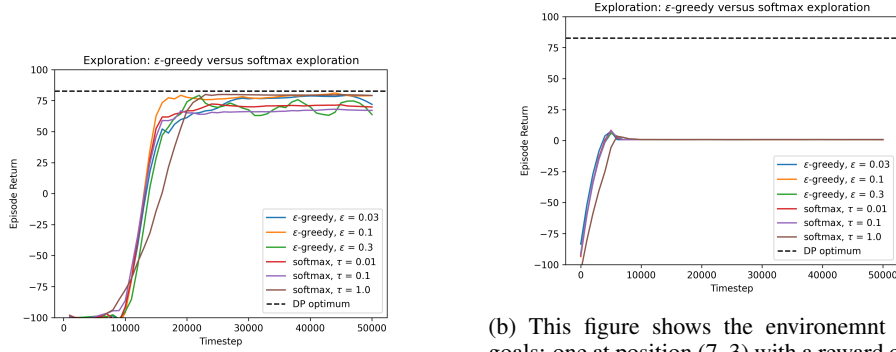 Exploration: ε-greedy versus softmax exploration
100
75
50
25
0
−25
−50
−75
−100
Episode Return
0
10000
20000
30000
40000
50000
Timestep
ε-greedy, ε = 0.03
ε-greedy, ε = 0.1
ε-greedy, ε = 0.3
softmax, τ = 0.01
softmax, τ = 0.1
softmax, τ = 1.0
DP optimum
Exploration: ε-greedy versus softmax exploration
100
75
50
25
0
−25
−50
−75
−100
Episode Return
0
10000
20000
30000
40000
50000
Timestep
ε-greedy, ε = 0.03
ε-greedy, ε = 0.1
ε-greedy, ε = 0.3
softmax, τ = 0.01
softmax, τ = 0.1
softmax, τ = 1.0
DP optimum
(b) This figure shows the environemnt
goals: one at position (7, 3) with a reward